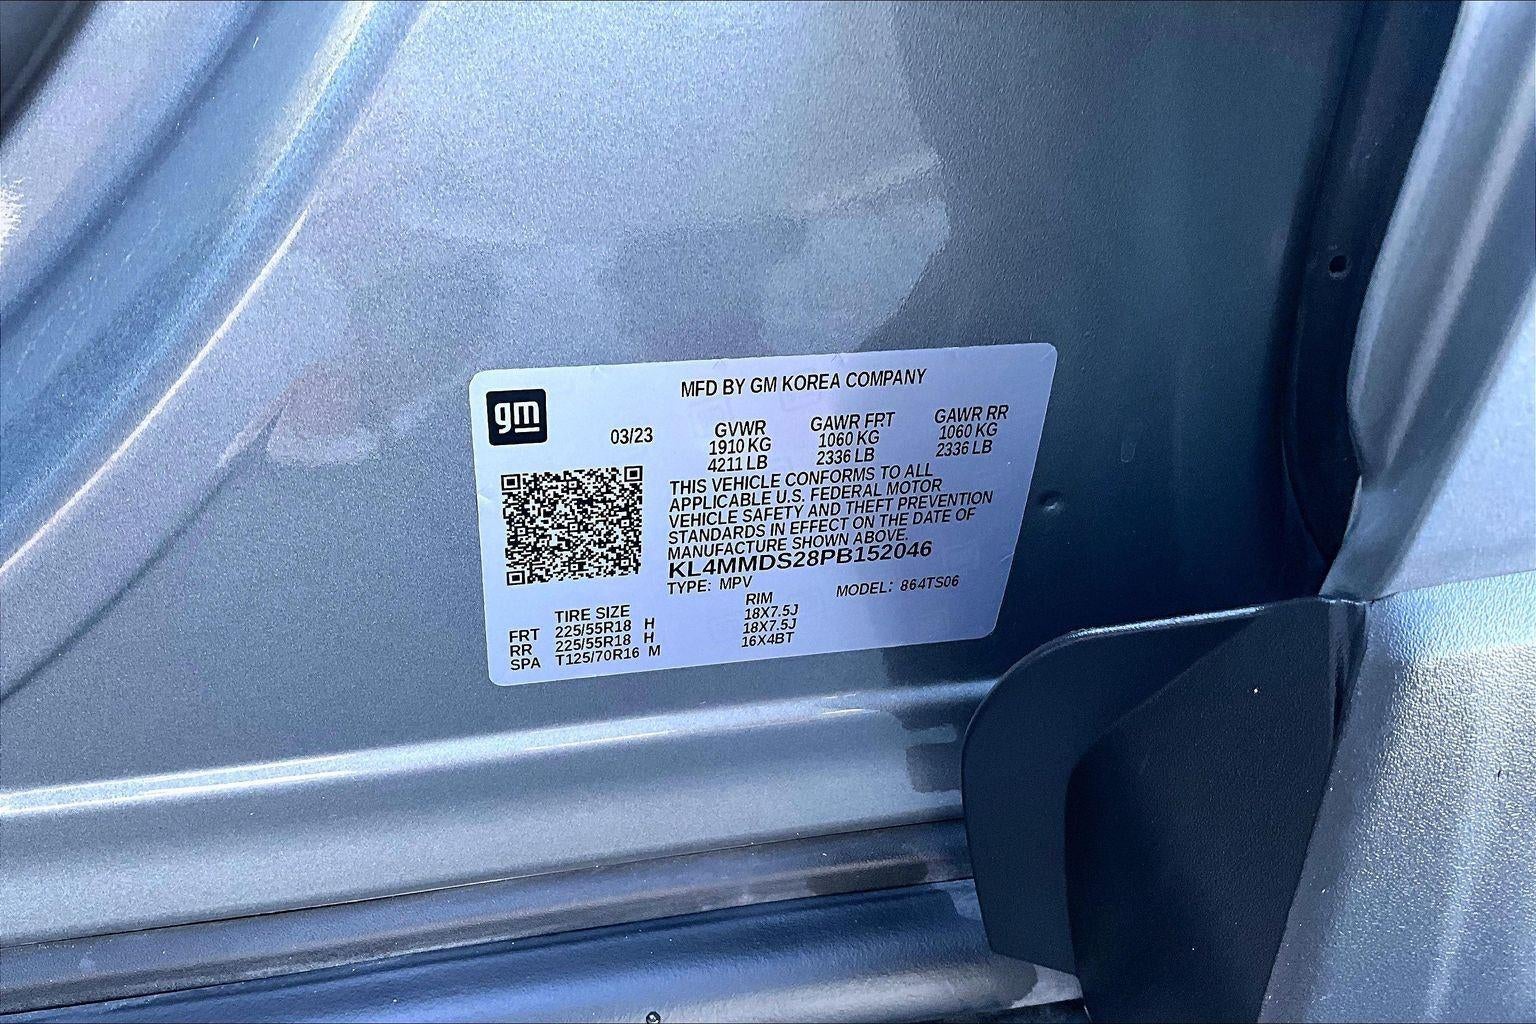 gm
MFD BY GM KOREA COMPANY
03/23
GVWR GAWR FPT GAWR RR
1910 KG 1060 KG 1060 KG
4211 LB 2336 LB 2336 LB
THIS VEHICLE CONFORMS TO ALL
APPLICABLE U.S. FEDERAL MOTOR
VEHICLE SAFETY AND THEFT PREVENTION
STANDARDS IN EFFECT ON THE DATE OF
MANUFACTURE SHOWN ABOVE.
KL4MMDS28PB152046
TYPE: MPV MODEL: 864TS06
TIRE SIZE RIM
FRT 225/55R18 H 18X7.5J
RR 225/55R18 H 18X7.5J
SPA T125/70R16 M 16X4BT